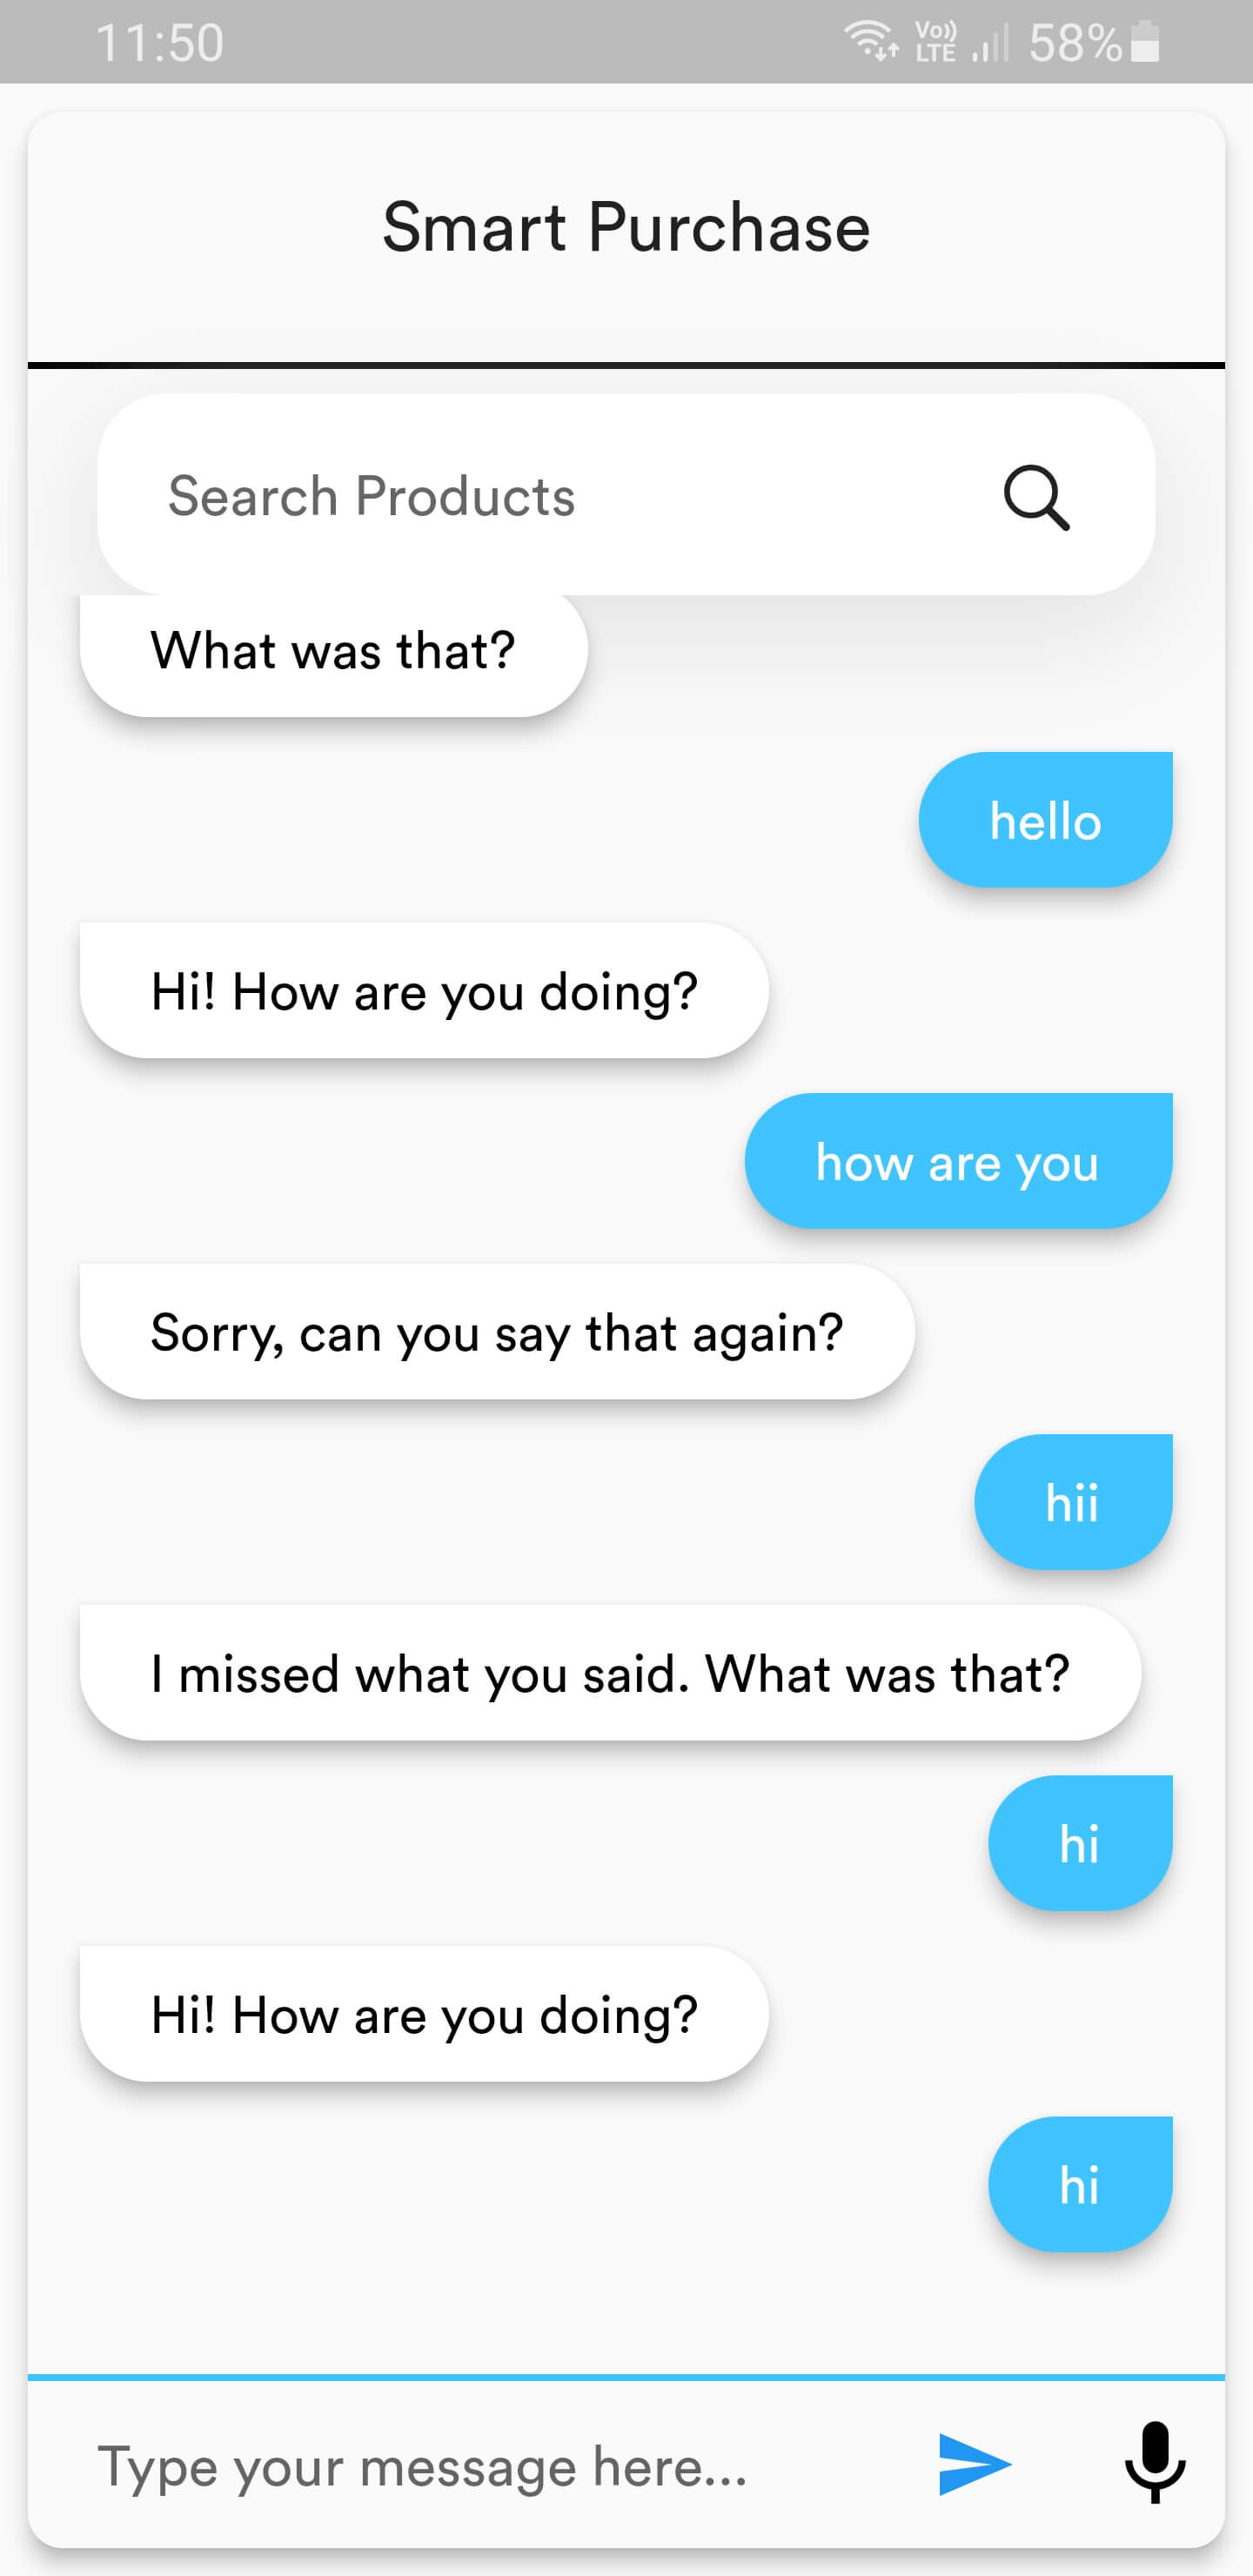 11:50
Vo)) LTE 58%
Smart Purchase
Search Products
What was that?
hello
Hi! How are you doing?
how are you
Sorry, can you say that again?
hii
I missed what you said. What was that?
hi
Hi! How are you doing?
hi
Type your message here...